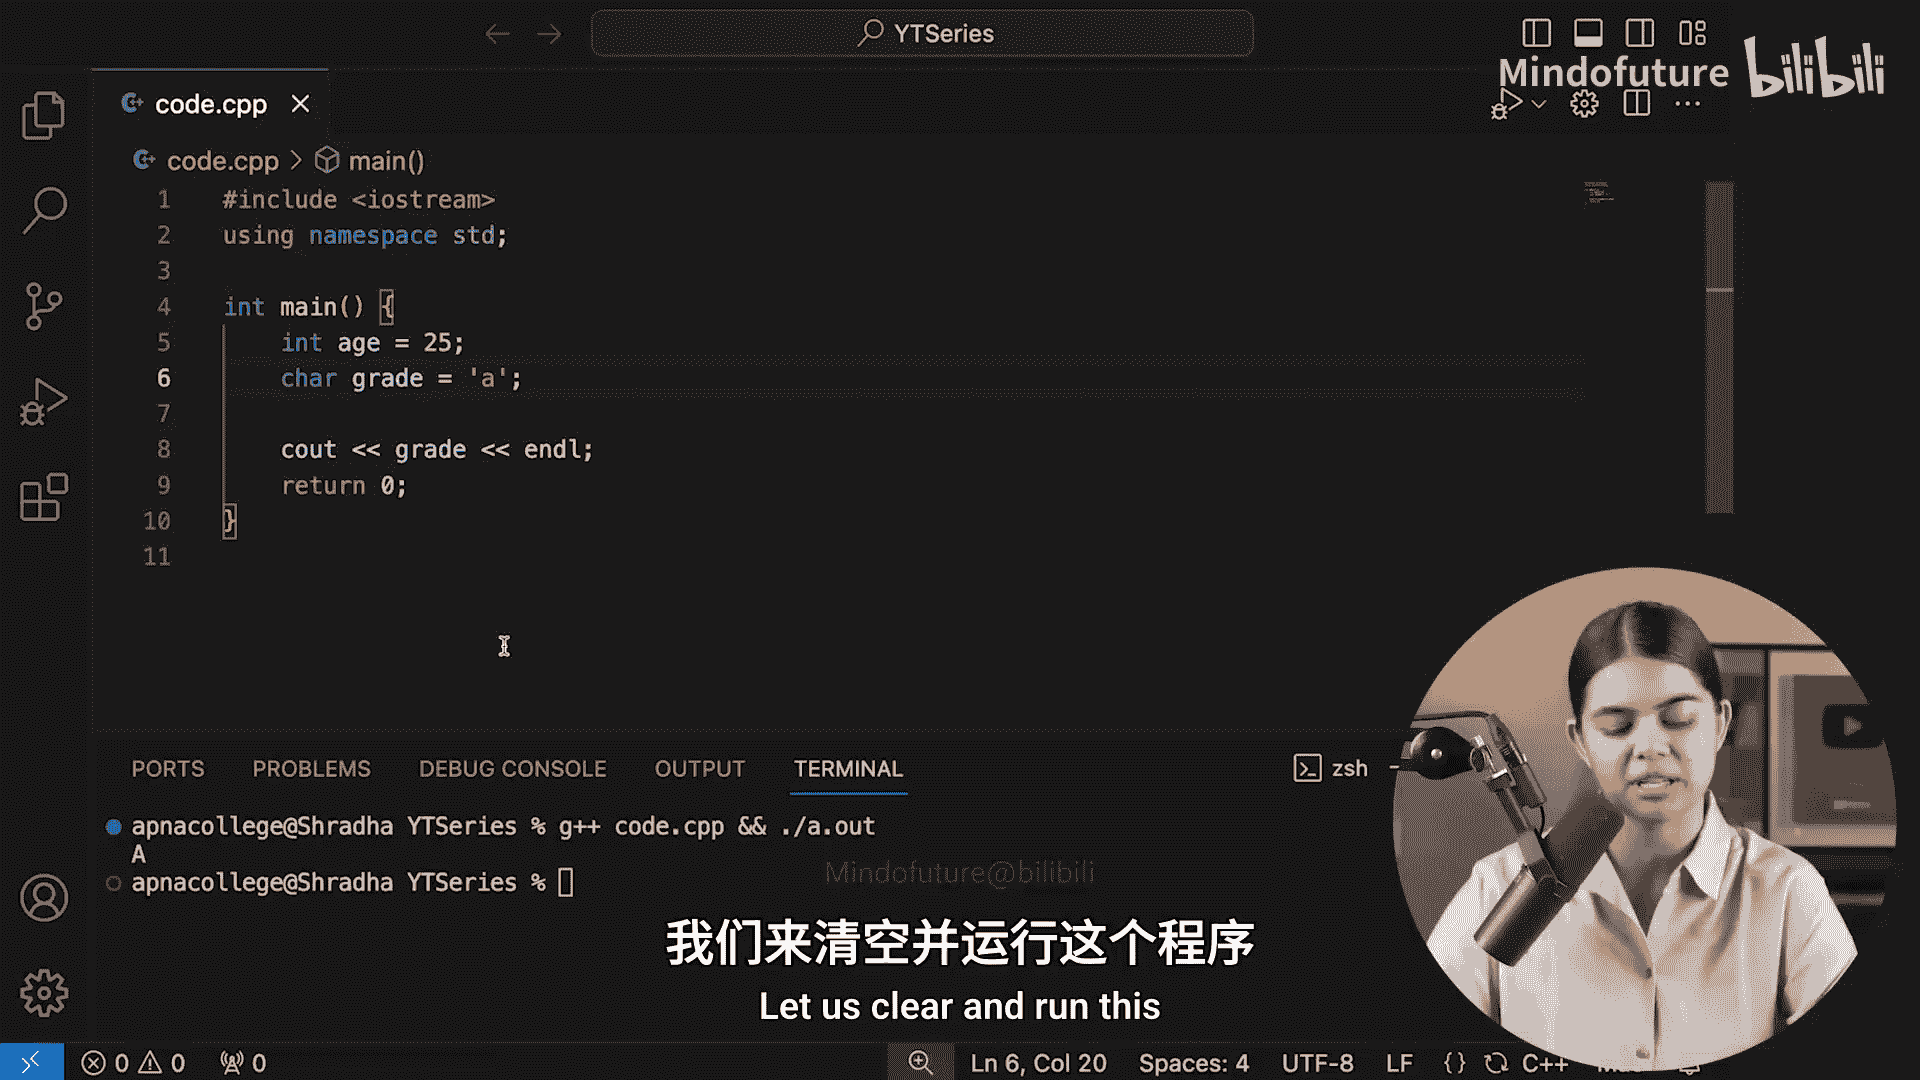 YTSeries
Mindofuture bilibili
code.cpp
code.cpp > main()
1 #include <iostream>
2 using namespace std;
3
4 int main() {
5 int age = 25;
6 char grade = 'a';
7
8 cout << grade << endl;
9 return 0;
10 }
11
PORTS PROBLEMS DEBUG CONSOLE OUTPUT TERMINAL zsh
apnacollege@Shradha YTSeries % g++ code.cpp && ./a.out
A
apnacollege@Shradha YTSeries %
Mindofuture@bilibili
我们来清空并运行这个程序
Let us clear and run this
0 0 0 Ln 6, Col 20 Spaces: 4 UTF-8 LF {} C++